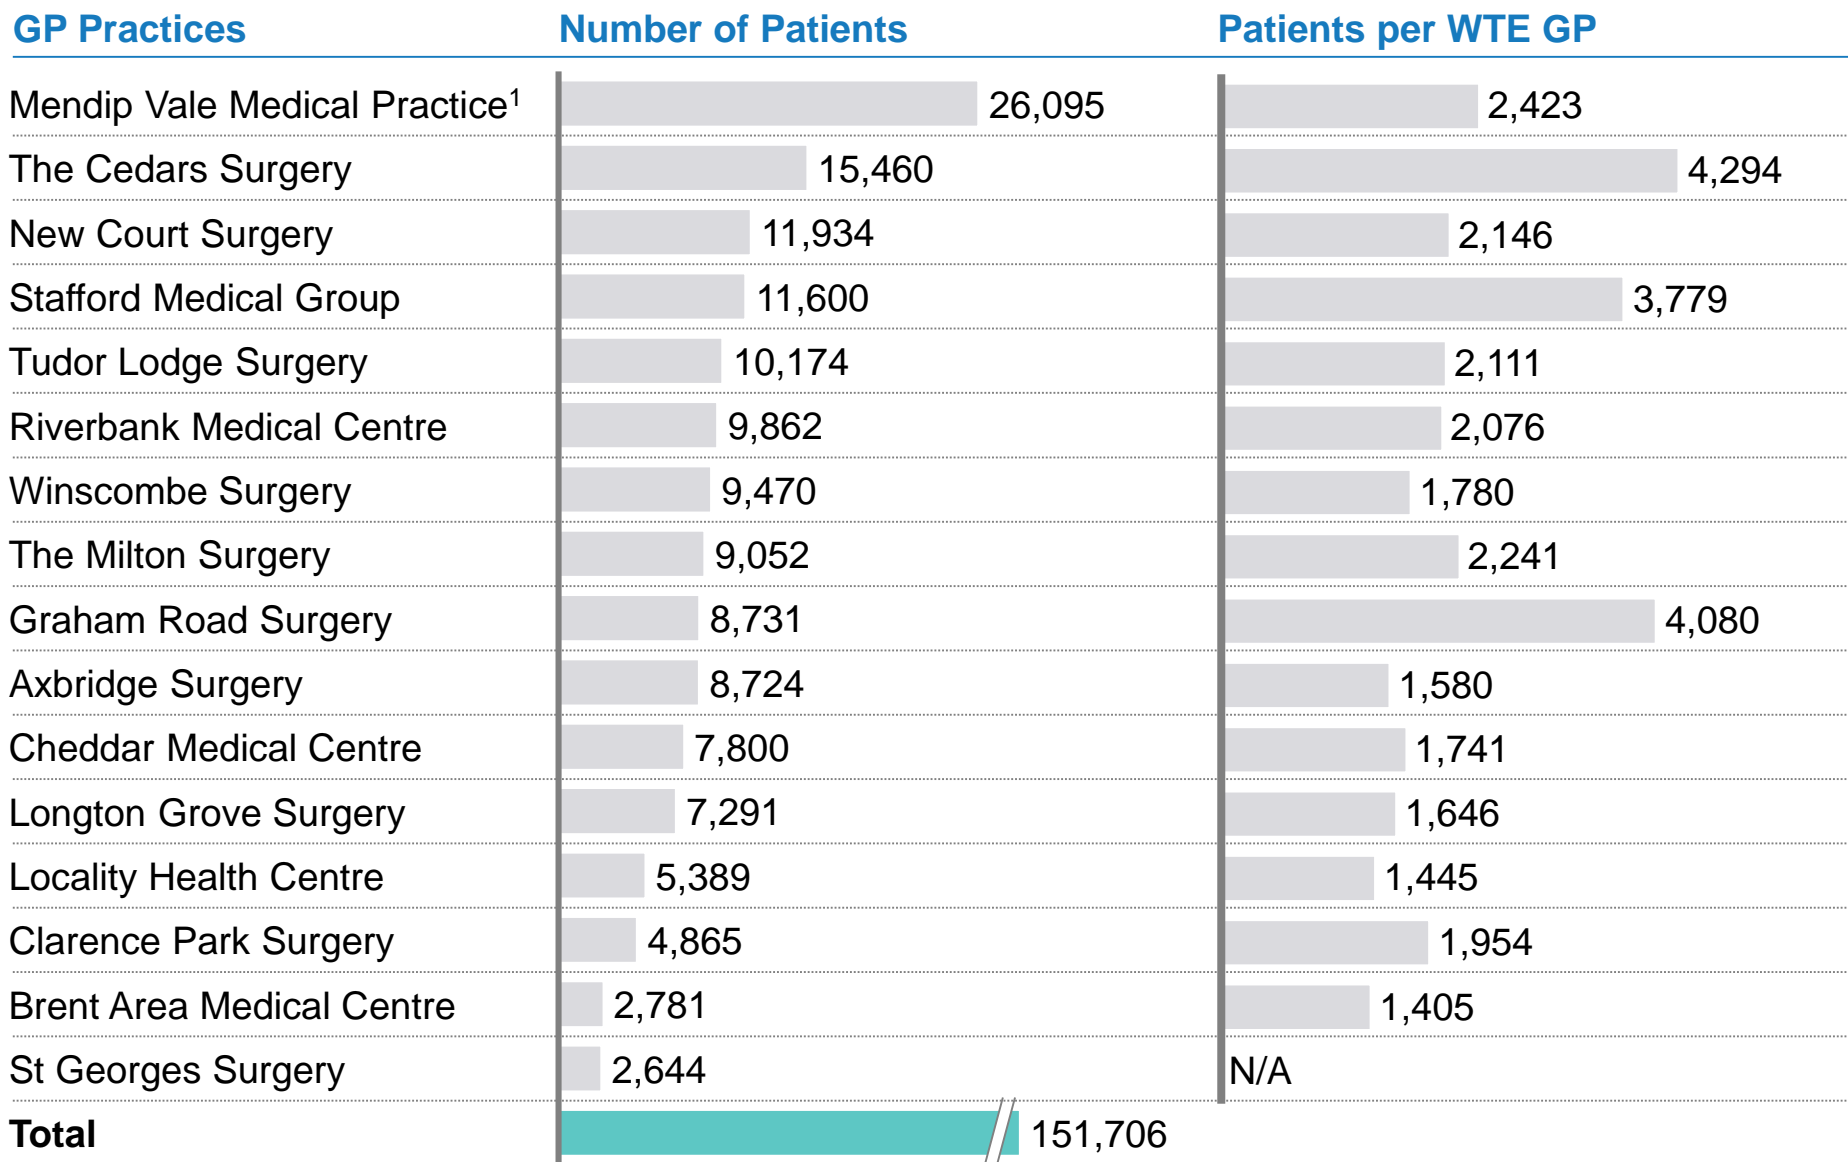 GP Practices Number of Patients Patients per WTE GP
Mendip Vale Medical Practice¹ 26,095 2,423
The Cedars Surgery 15,460 4,294
New Court Surgery 11,934 2,146
Stafford Medical Group 11,600 3,779
Tudor Lodge Surgery 10,174 2,111
Riverbank Medical Centre 9,862 2,076
Winscombe Surgery 9,470 1,780
The Milton Surgery 9,052 2,241
Graham Road Surgery 8,731 4,080
Axbridge Surgery 8,724 1,580
Cheddar Medical Centre 7,800 1,741
Longton Grove Surgery 7,291 1,646
Locality Health Centre 5,389 1,445
Clarence Park Surgery 4,865 1,954
Brent Area Medical Centre 2,781 1,405
St Georges Surgery 2,644 N/A
Total 151,706